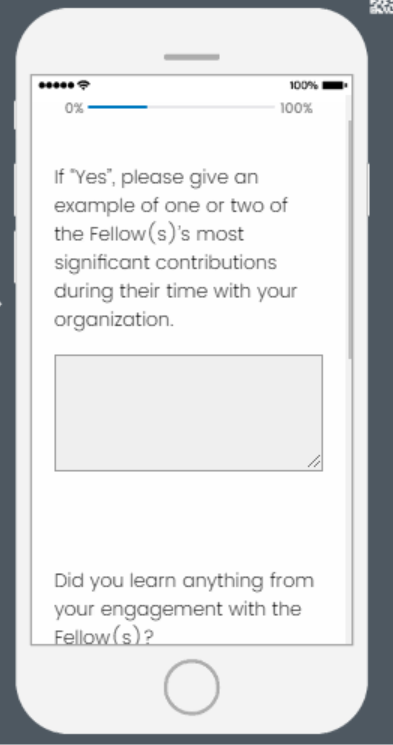 100%
0% 100%
If "Yes", please give an
example of one or two of
the Fellow(s)'s most
significant contributions
during their time with your
organization.
Did you learn anything from
your engagement with the
Fellow(s)?